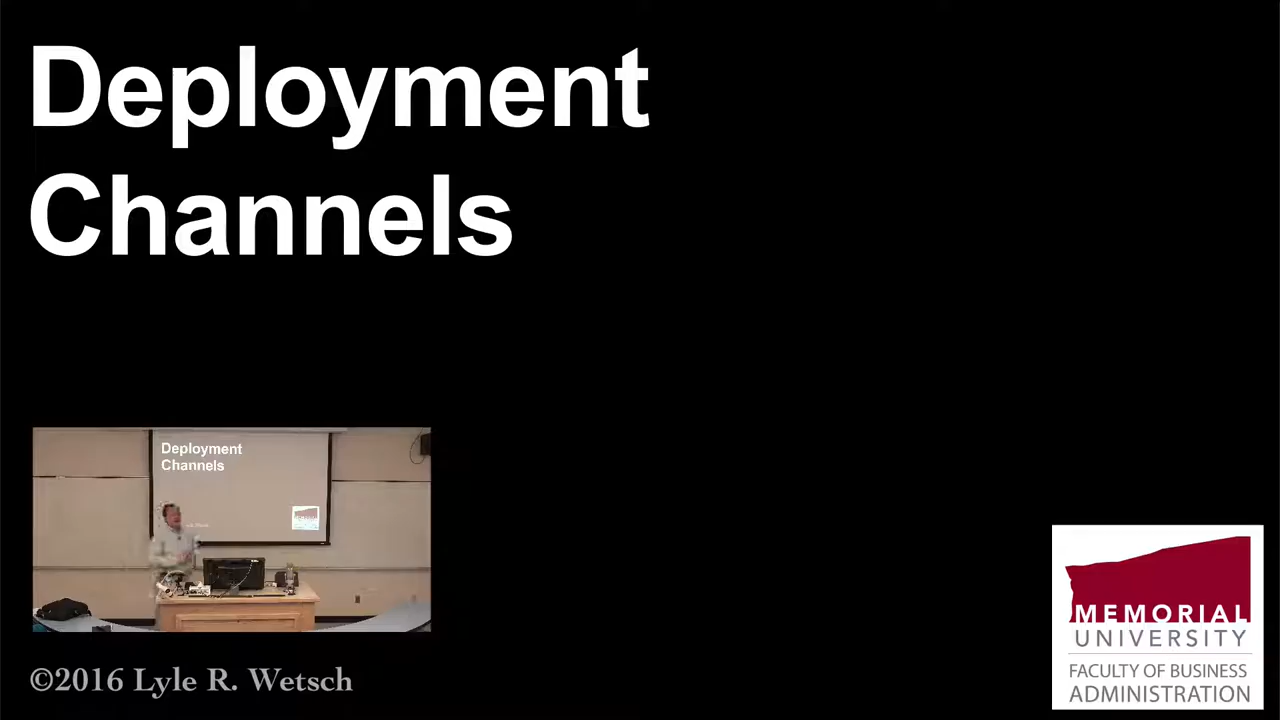 Deployment
Channels
Deployment
Channels
©2016 Lyle R. Wetsch
MEMORIAL
UNIVERSITY
FACULTY OF BUSINESS
ADMINISTRATION